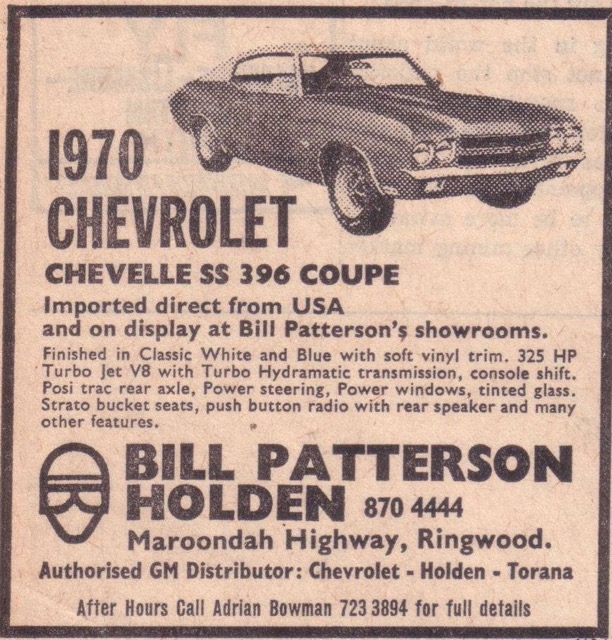 1970
CHEVROLET
CHEVELLE SS 396 COUPE
Imported direct from USA
and on display at Bill Patterson's showrooms.
Finished in Classic White and Blue with soft vinyl trim. 325 HP
Turbo Jet V8 with Turbo Hydramatic transmission, console shift.
Posi trac rear axle, Power steering, Power windows, tinted glass.
Strato bucket seats, push button radio with rear speaker and many
other features.
BILL PATTERSON
HOLDEN 870 4444
Maroondah Highway, Ringwood.
Authorised GM Distributor: Chevrolet - Holden - Torana
After Hours Call Adrian Bowman 723 3894 for full details